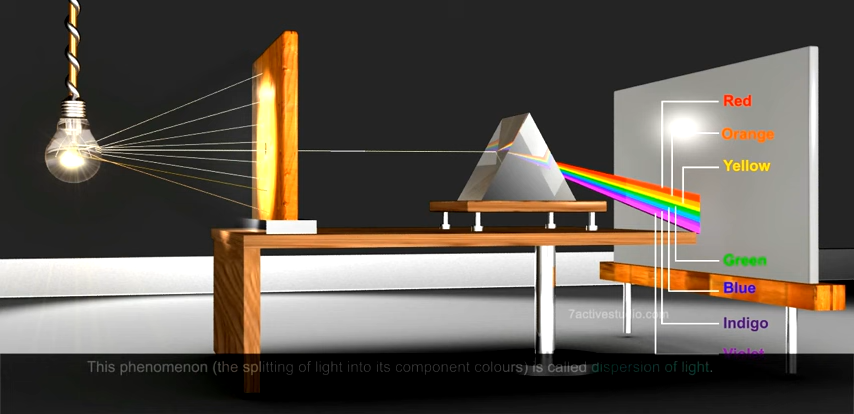 Red
Orange
Yellow
Green
Blue
Indigo
Violet
7activestudio.com
This phenomenon (the splitting of light into its component colours) is called dispersion of light.